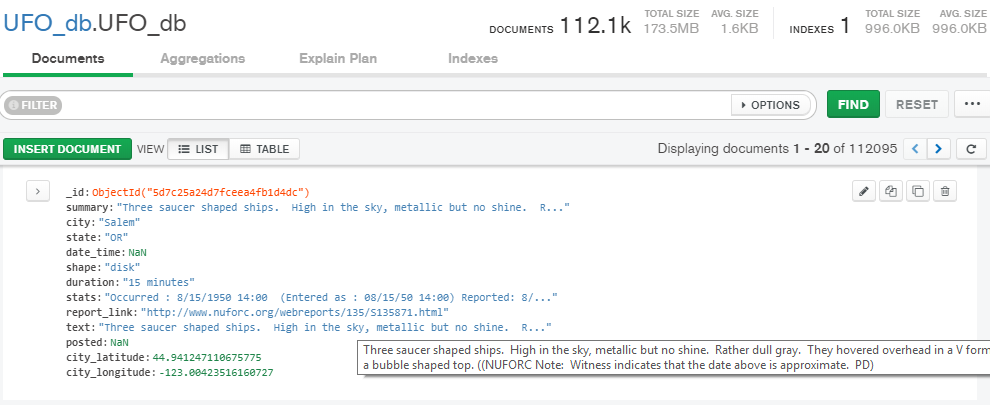 UFO_db.UFO_db
DOCUMENTS 112.1k TOTAL SIZE 173.5MB AVG. SIZE 1.6KB INDEXES 1 TOTAL SIZE 996.0KB AVG. SIZE 996.0KB
Documents Aggregations Explain Plan Indexes
FILTER OPTIONS FIND RESET ...
INSERT DOCUMENT VIEW LIST TABLE Displaying documents 1 - 20 of 112095
_id: ObjectId("5d7c25a24d7fceea4fb1d4dc")
summary: "Three saucer shaped ships.  High in the sky, metallic but no shine.  R..."
city: "Salem"
state: "OR"
date_time: NaN
shape: "disk"
duration: "15 minutes"
stats: "Occurred : 8/15/1950 14:00  (Entered as : 08/15/50 14:00) Reported: 8/..."
report_link: "http://www.nuforc.org/webreports/135/S135871.html"
text: "Three saucer shaped ships.  High in the sky, metallic but no shine.  R..."
posted: NaN
city_latitude: 44.941247110675775
city_longitude: -123.00423516160727
Three saucer shaped ships.  High in the sky, metallic but no shine.  Rather dull gray.  They hovered overhead in a V form
a bubble shaped top. ((NUFORC Note:  Witness indicates that the date above is approximate.  PD)